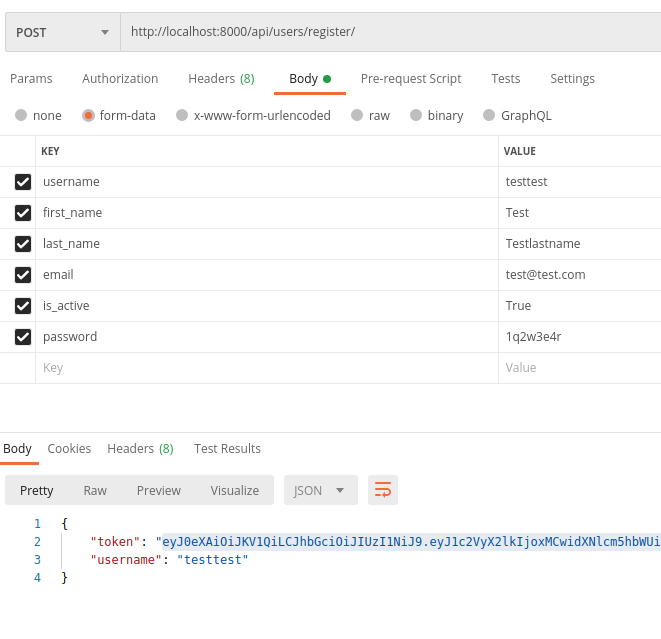 POST http://localhost:8000/api/users/register/
Params Authorization Headers (8) Body Pre-request Script Tests Settings
none form-data x-www-form-urlencoded raw binary GraphQL
KEY VALUE
username testtest
first_name Test
last_name Testlastname
email test@test.com
is_active True
password 1q2w3e4r
Key Value
Body Cookies Headers (8) Test Results
Pretty Raw Preview Visualize JSON
1 {
2 "token": "eyJ0eXAiOiJKV1QiLCJhbGciOiJIUzI1NiJ9.eyJ1c2VyX2lkIjoxMCwidXNlcm5hbWUi
3 "username": "testtest"
4 }